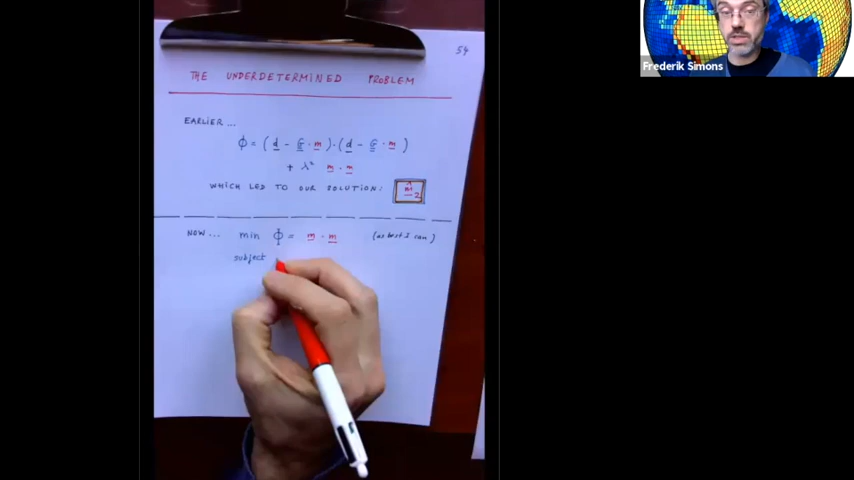 54
THE UNDERDETERMINED PROBLEM
EARLIER ...
Φ = (d - G · m) · (d - G · m)
+ λ² m · m
WHICH LED TO OUR SOLUTION: m̂₂
NOW ... min Φ = m · m (as best I can)
subject
Frederik Simons